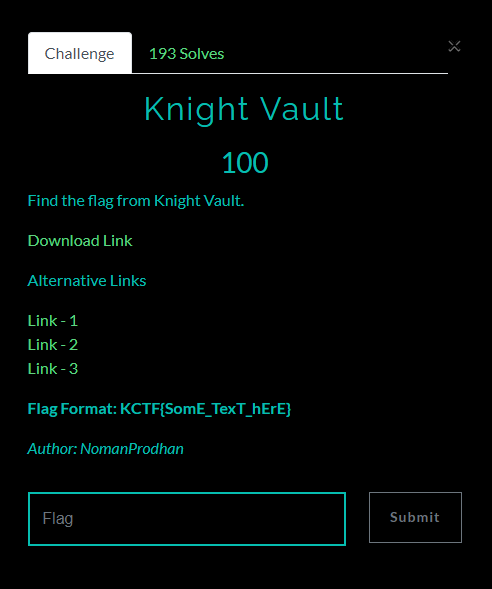 Challenge 193 Solves
Knight Vault
100
Find the flag from Knight Vault.
Download Link
Alternative Links
Link - 1
Link - 2
Link - 3
Flag Format: KCTF{SomE_TexT_hErE}
Author: NomanProdhan
Flag Submit